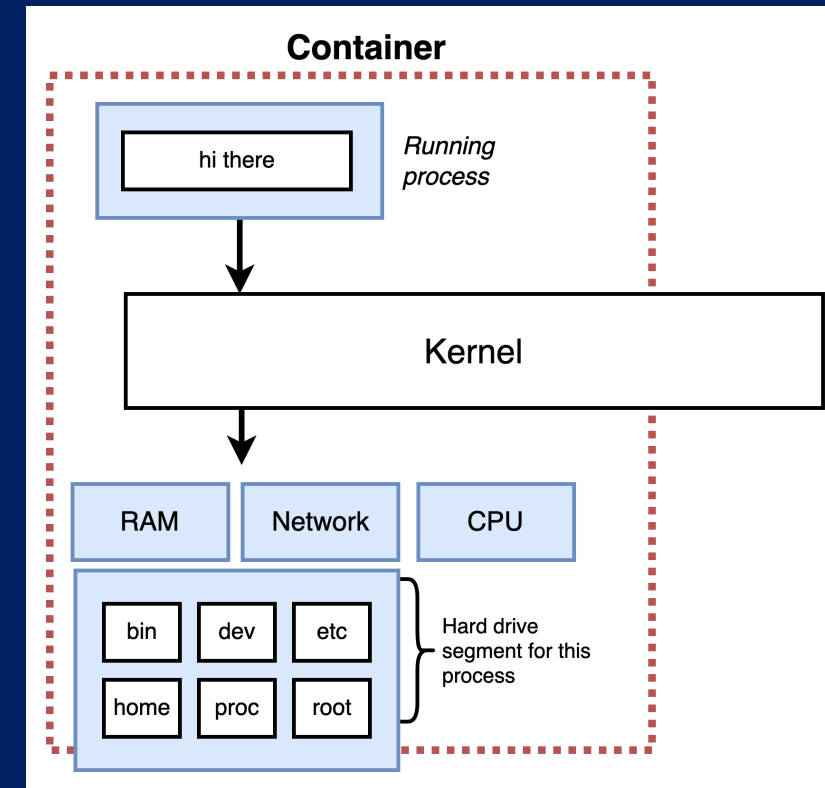 Container
hi there
Running
process
Kernel
RAM
Network
CPU
bin
dev
etc
home
proc
root
Hard drive
segment for this
process